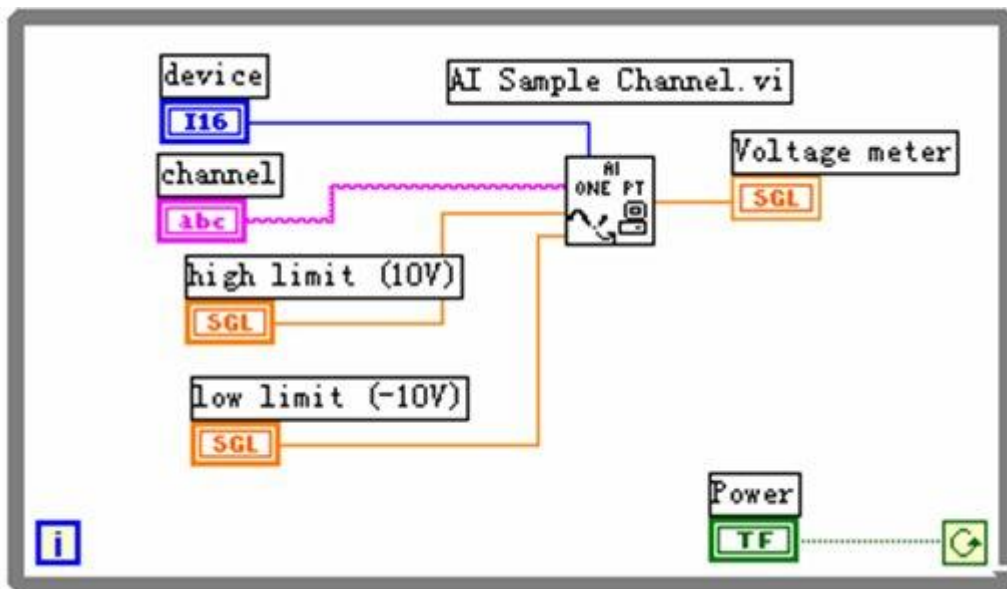 device
AI Sample Channel.vi
I16
channel
abc
AI
ONE PT
Voltage meter
SGL
high limit (10V)
SGL
low limit (-10V)
SGL
Power
TF
i